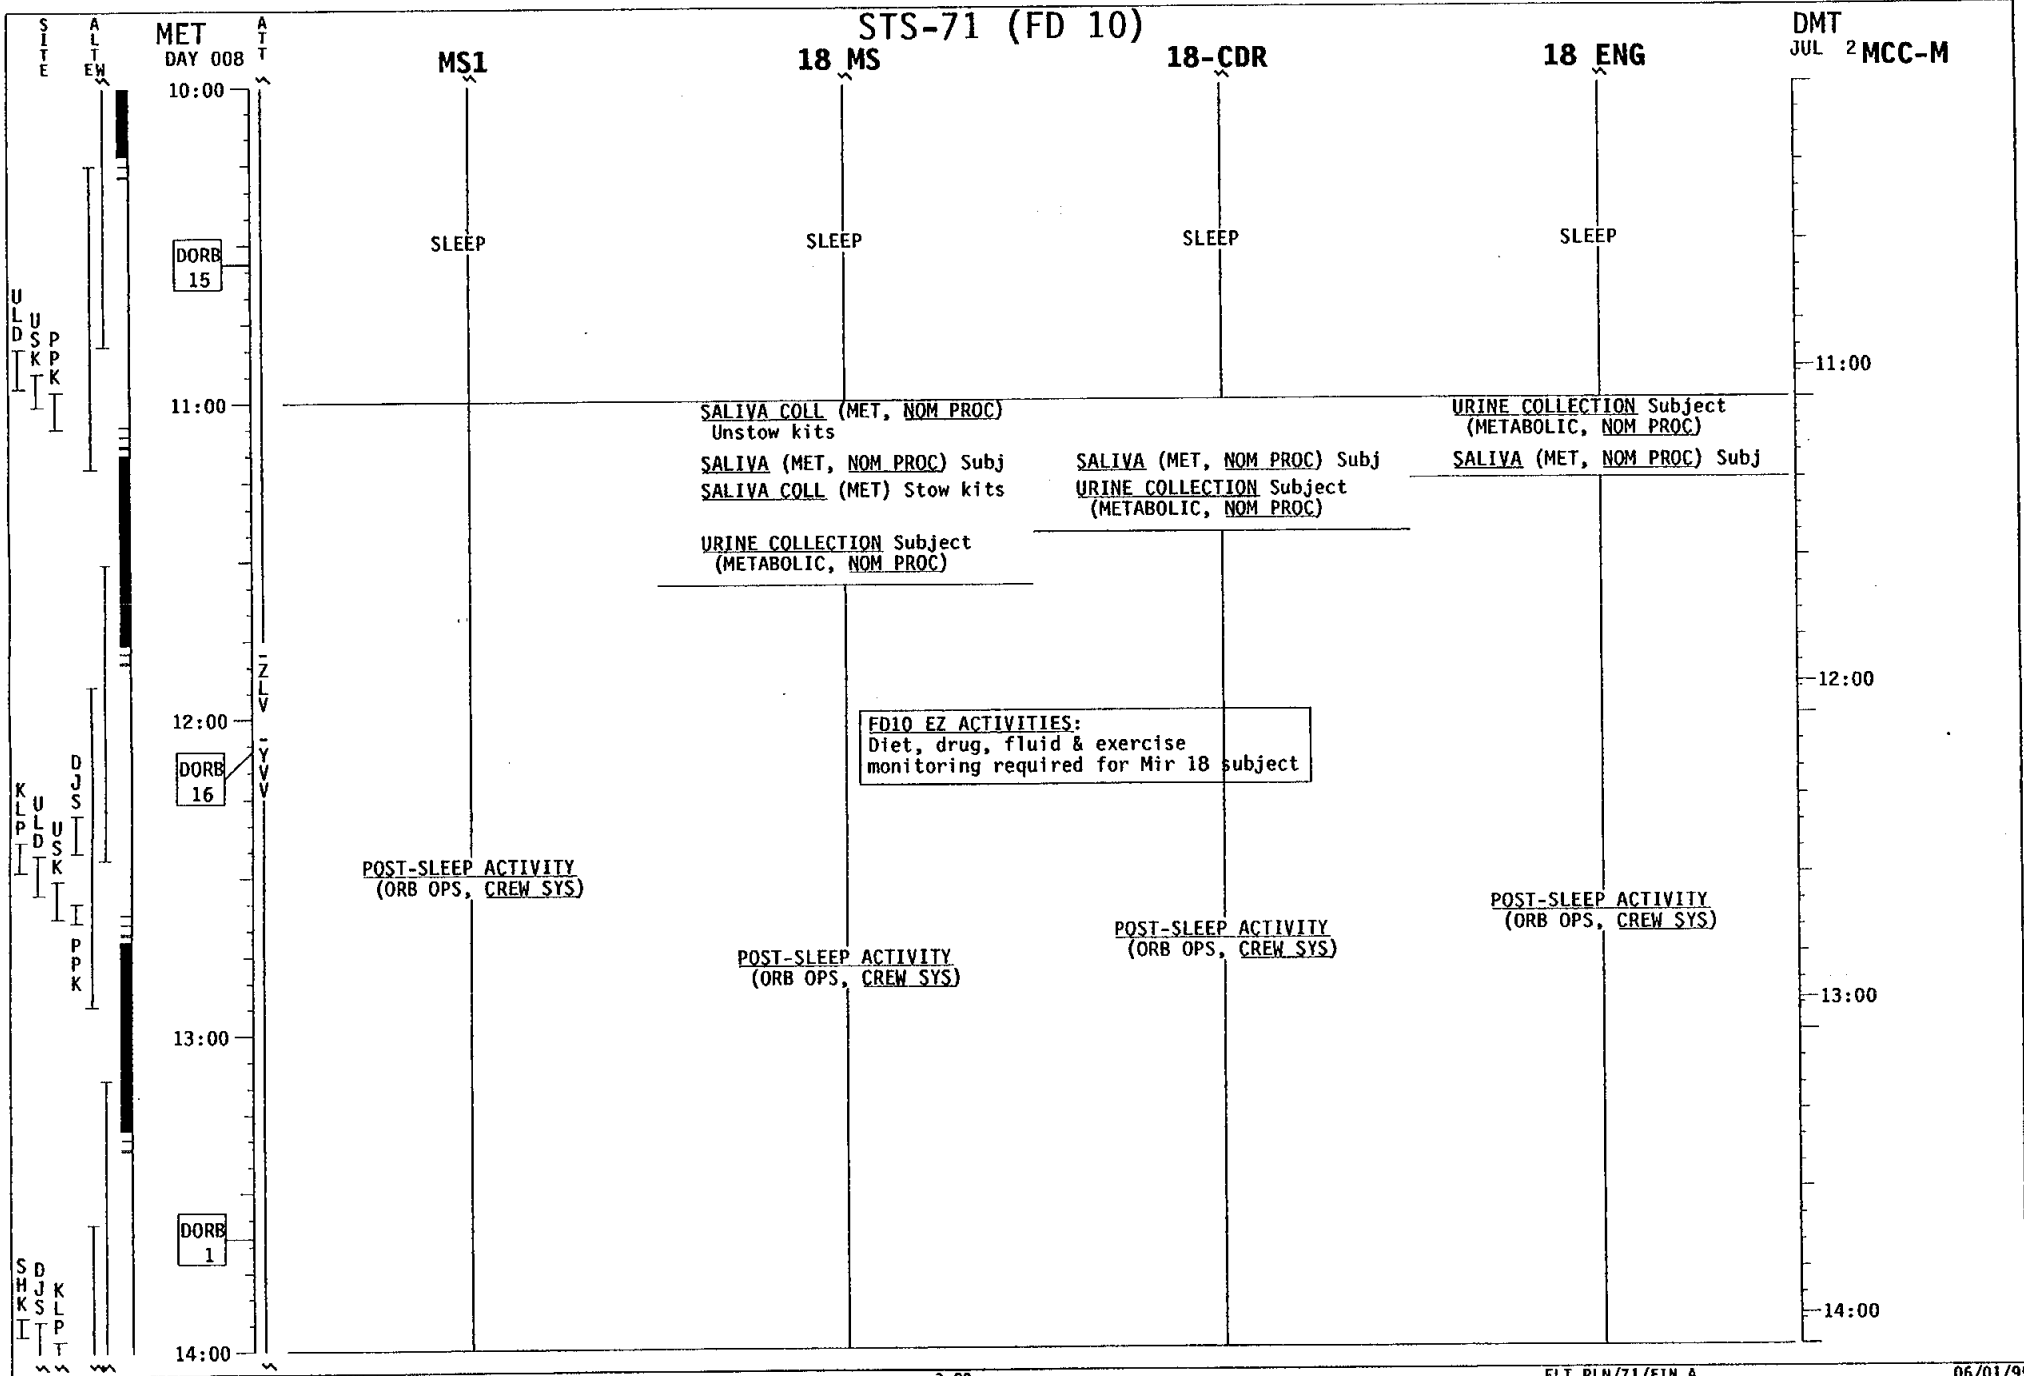 STS-71 (FD 10)
SITE
ALT
EW
MET
DAY 008
ATT
MS1
18 MS
18-CDR
18 ENG
DMT
JUL 2
MCC-M
10:00
SLEEP
SLEEP
SLEEP
SLEEP
DORB
15
ULD
USK
PPK
11:00
11:00
SALIVA COLL (MET, NOM PROC)
Unstow kits
SALIVA (MET, NOM PROC) Subj
SALIVA COLL (MET) Stow kits
URINE COLLECTION Subject
(METABOLIC, NOM PROC)
SALIVA (MET, NOM PROC) Subj
URINE COLLECTION Subject
(METABOLIC, NOM PROC)
URINE COLLECTION Subject
(METABOLIC, NOM PROC)
SALIVA (MET, NOM PROC) Subj
-ZLV
12:00
12:00
-YVV
DORB
16
FD10 EZ ACTIVITIES:
Diet, drug, fluid & exercise
monitoring required for Mir 18 subject
KLP
ULD
USK
DJS
PPK
POST-SLEEP ACTIVITY
(ORB OPS, CREW SYS)
POST-SLEEP ACTIVITY
(ORB OPS, CREW SYS)
POST-SLEEP ACTIVITY
(ORB OPS, CREW SYS)
POST-SLEEP ACTIVITY
(ORB OPS, CREW SYS)
13:00
13:00
DORB
1
SHK
DJS
KLP
14:00
14:00
FLT PLN/71/FIN A